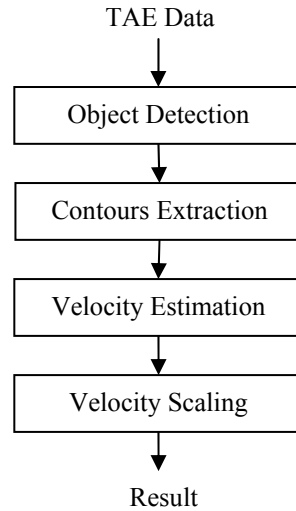 TAE Data
Object Detection
Contours Extraction
Velocity Estimation
Velocity Scaling
Result